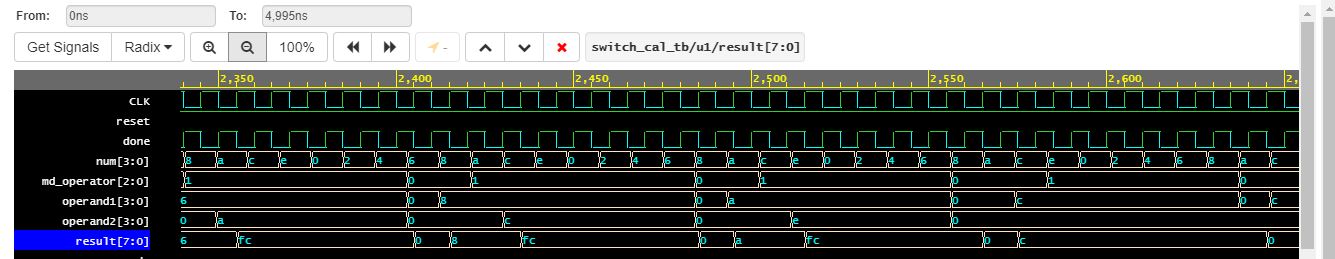 From: 0ns To: 4,995ns
Get Signals Radix 100% - switch_cal_tb/u1/result[7:0]
2,350 2,400 2,450 2,500 2,550 2,600
CLK
reset
done
num[3:0] 8 a c e 0 2 4 6 8 a c e 0 2 4 6 8 a c e 0 2 4 6 8 a c e 0 2 4 6 8 a c
md_operator[2:0] 1 0 1 0 1 0 1 0
operand1[3:0] 6 0 8 0 a 0 c 0 c
operand2[3:0] 0 a 0 c 0 e 0
result[7:0] 6 fc 0 8 fc 0 a fc 0 c 0